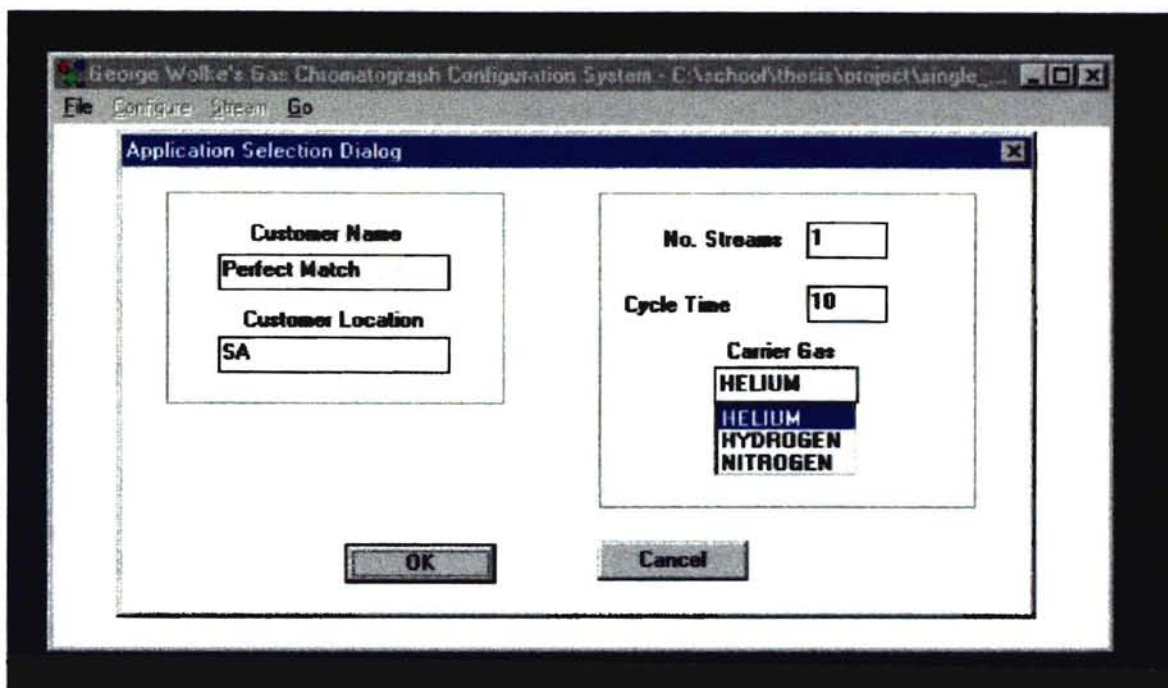 George Wolke's Gas Chromatograph Configuration System - E:\school\thesis\project\single_...
File Configure Stream Go
Application Selection Dialog
Customer Name
Perfect Match
Customer Location
SA
No. Streams 1
Cycle Time 10
Carrier Gas
HELIUM
HELIUM
HYDROGEN
NITROGEN
OK Cancel